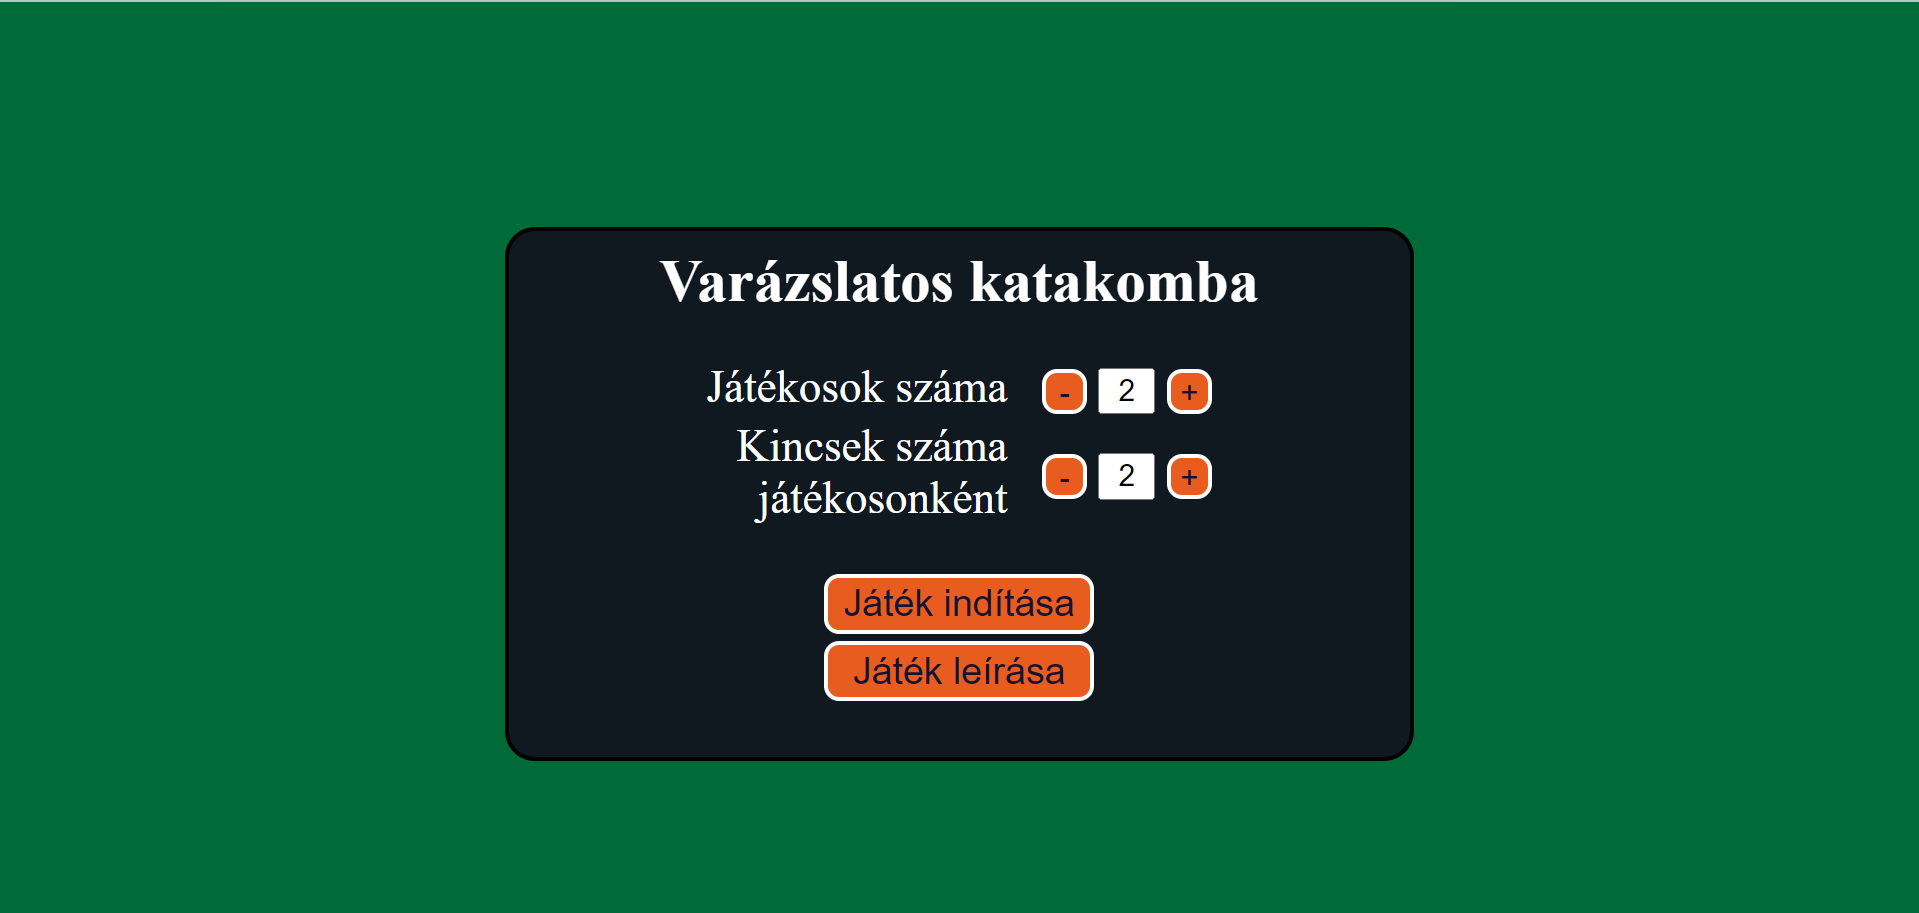 Varázslatos katakomba
Játékosok száma - 2 +
Kincsek száma
játékosonként - 2 +
Játék indítása
Játék leírása